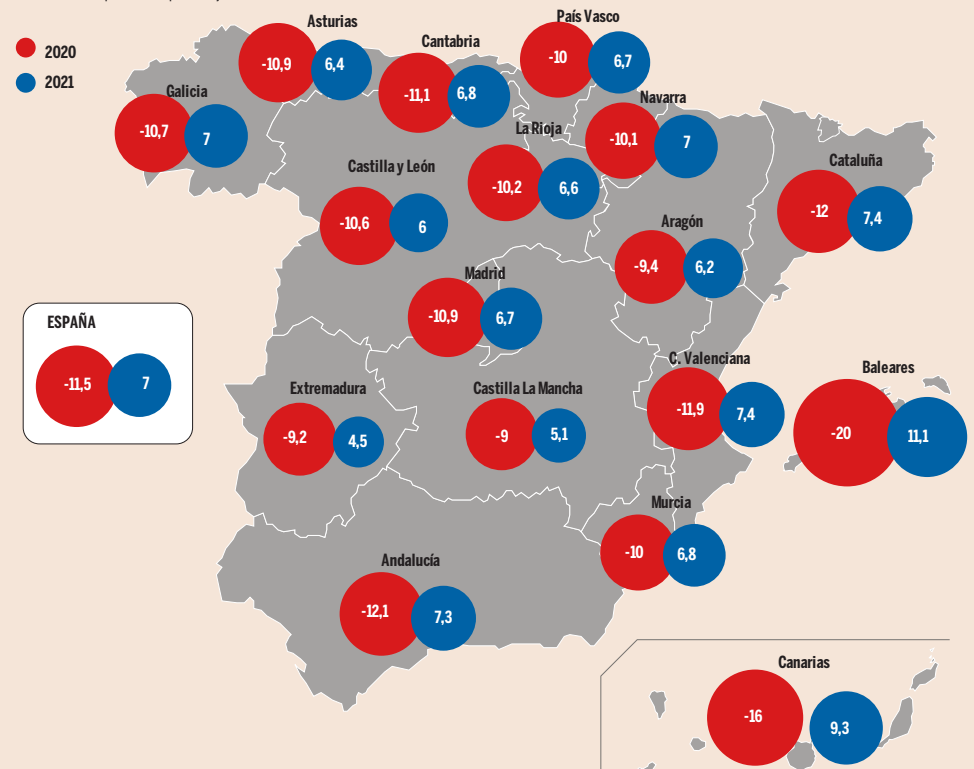 2020
2021
Asturias
-10,9
6,4
Cantabria
-11,1
6,8
País Vasco
-10
6,7
Galicia
-10,7
7
Navarra
-10,1
7
La Rioja
-10,2
6,6
Castilla y León
-10,6
6
Cataluña
-12
7,4
Aragón
-9,4
6,2
Madrid
-10,9
6,7
ESPAÑA
-11,5
7
Extremadura
-9,2
4,5
Castilla La Mancha
-9
5,1
C. Valenciana
-11,9
7,4
Baleares
-20
11,1
Murcia
-10
6,8
Andalucía
-12,1
7,3
Canarias
-16
9,3